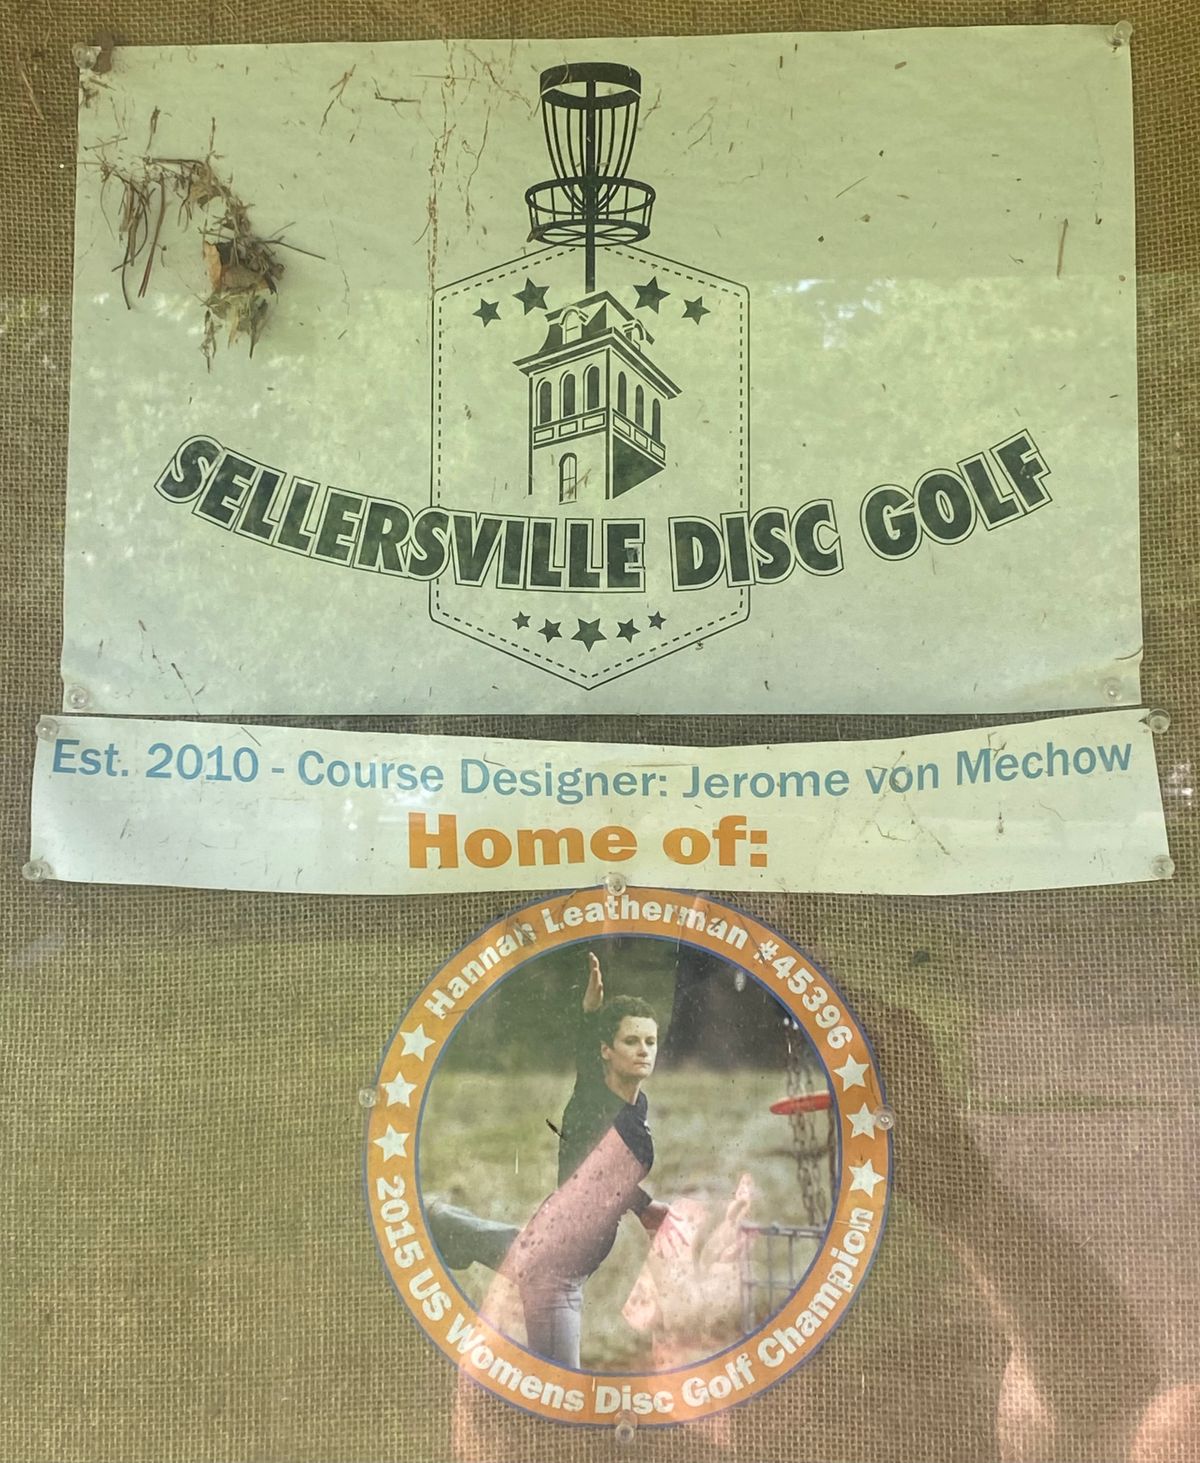 SELLERSVILLE DISC GOLF
Est. 2010 - Course Designer: Jerome von Mechow
Home of:
Hannah Leatherman #45396
2015 US Womens Disc Golf Champion